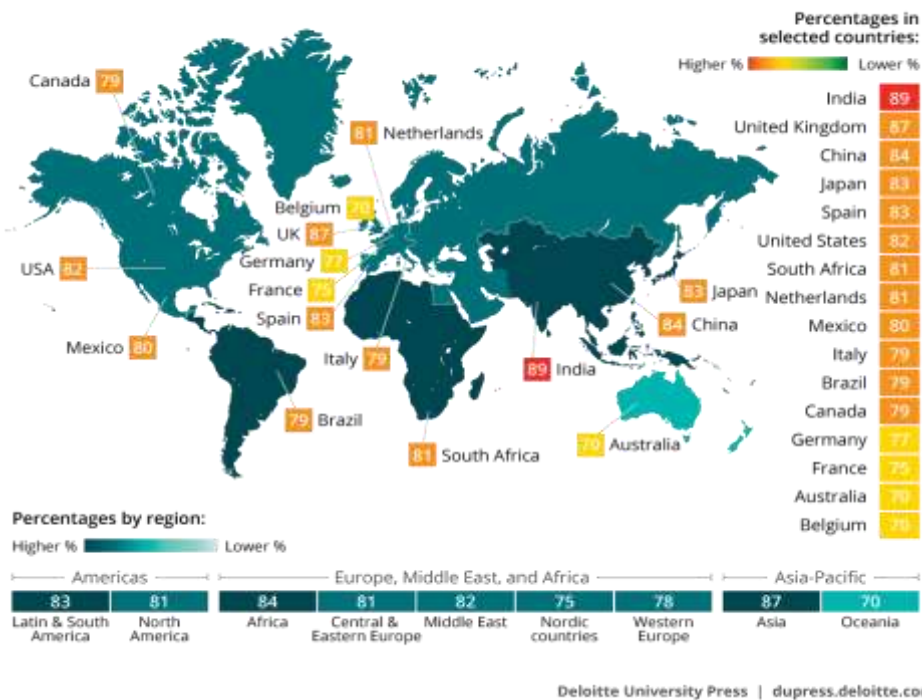 Percentages in
selected countries:
Higher % Lower %
Canada 79
81 Netherlands
Belgium 70
UK 87
Germany 77
France 75
Spain 83
USA 82
Mexico 80
Italy 79
83 Japan
84 China
89 India
79 Brazil
81 South Africa
70 Australia
India 89
United Kingdom 87
China 84
Japan 83
Spain 83
United States 82
South Africa 81
Netherlands 81
Mexico 80
Italy 79
Brazil 79
Canada 79
Germany 77
France 75
Australia 70
Belgium 70
Percentages by region:
Higher % Lower %
Americas Europe, Middle East, and Africa Asia-Pacific
83 81 84 81 82 75 78 87 70
Latin & South North Africa Central & Middle East Nordic Western Asia Oceania
America America Eastern Europe countries Europe
Deloitte University Press | dupress.deloitte.co